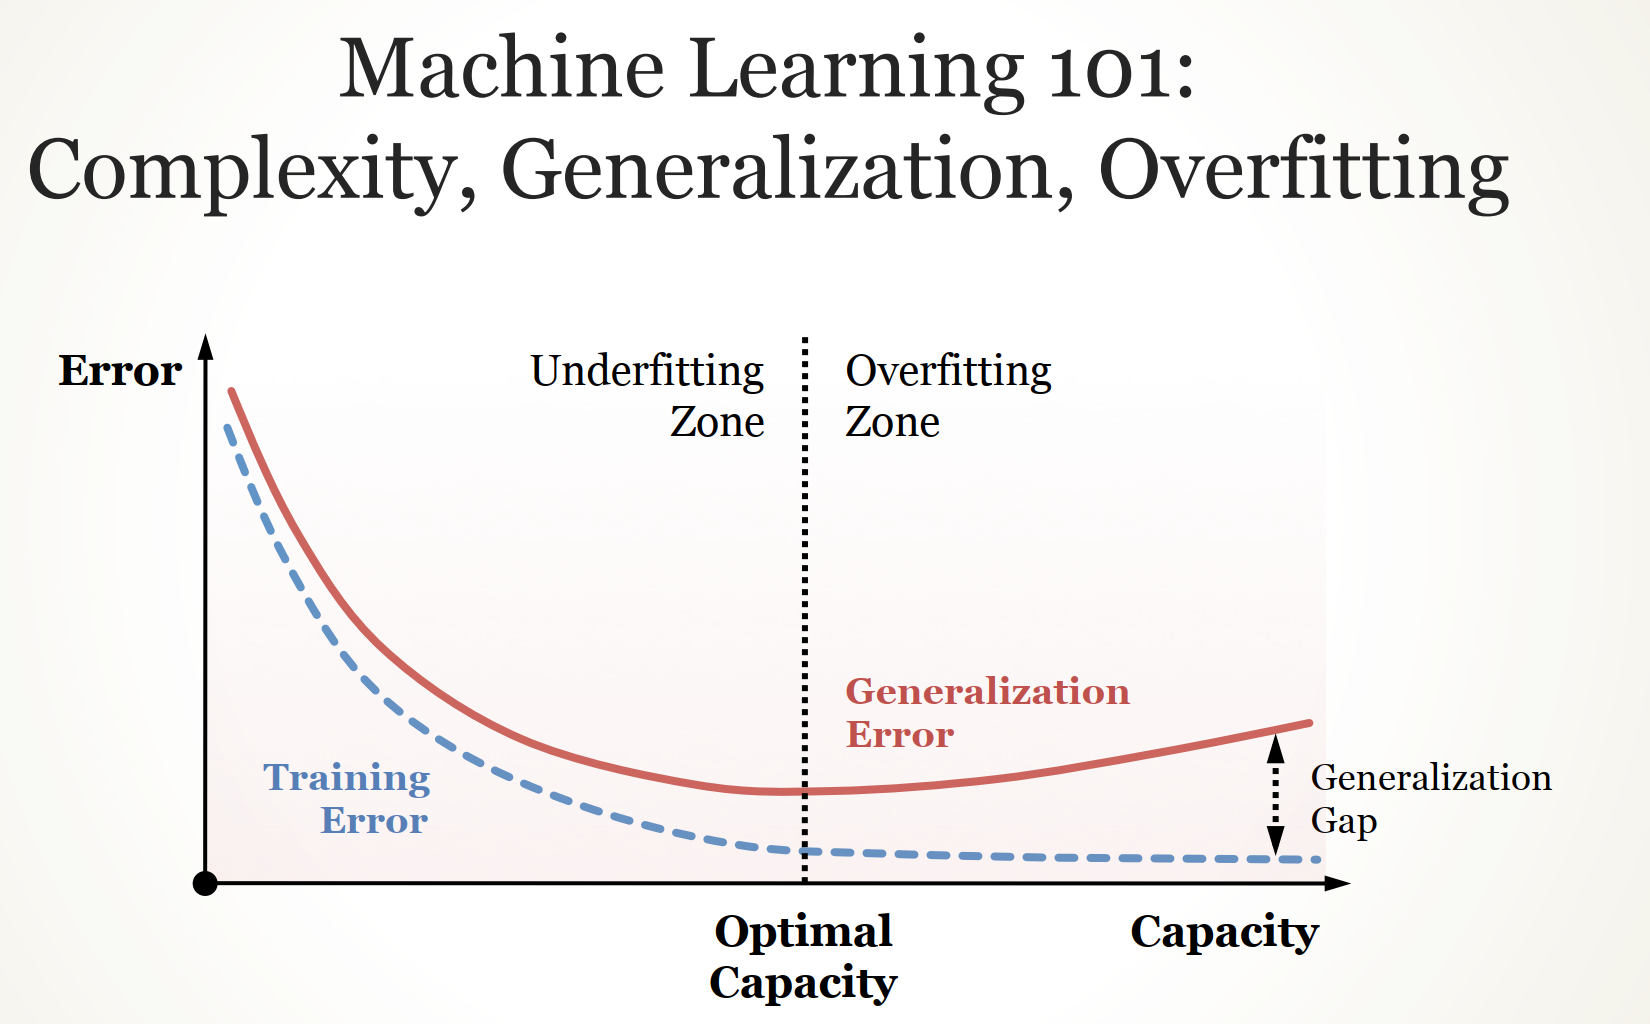 Machine Learning 101:
Complexity, Generalization, Overfitting
Error
Underfitting
Zone
Overfitting
Zone
Generalization
Error
Training
Error
Generalization
Gap
Optimal
Capacity
Capacity